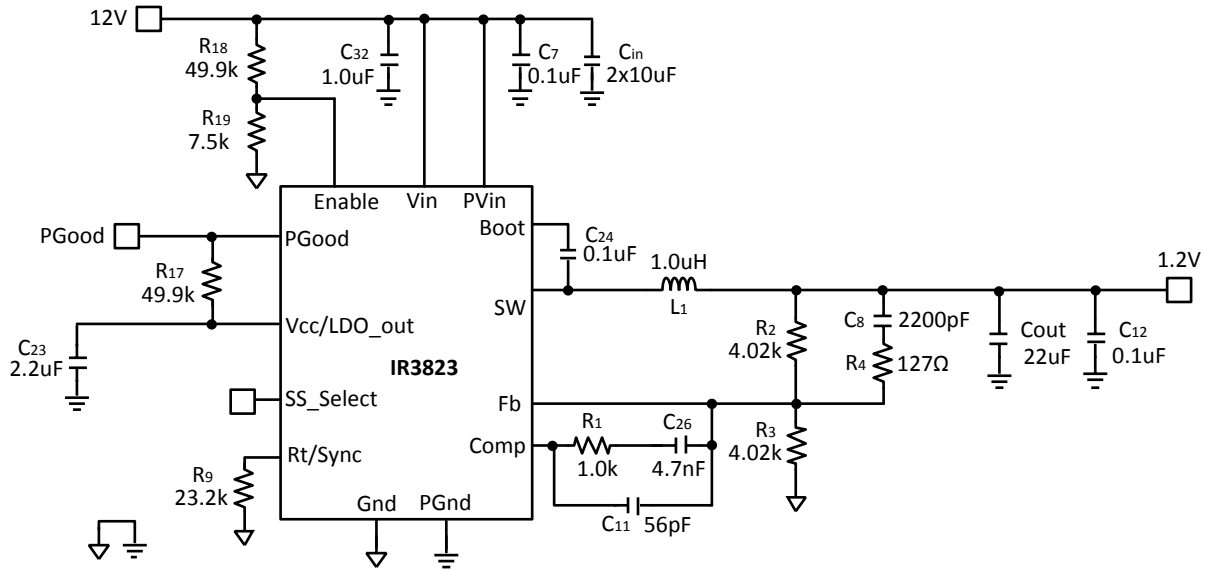 12V
R18
49.9k
C32
1.0uF
C7
0.1uF
Cin
2x10uF
R19
7.5k
Enable
Vin
PVin
PGood
PGood
Boot
C24
0.1uF
R17
49.9k
1.0uH
L1
1.2V
SW
Vcc/LDO_out
R2
4.02k
C8
2200pF
R4
127Ω
Cout
22uF
C12
0.1uF
C23
2.2uF
IR3823
SS_Select
Fb
R1
1.0k
C26
4.7nF
R3
4.02k
Comp
Rt/Sync
R9
23.2k
Gnd
PGnd
C11
56pF